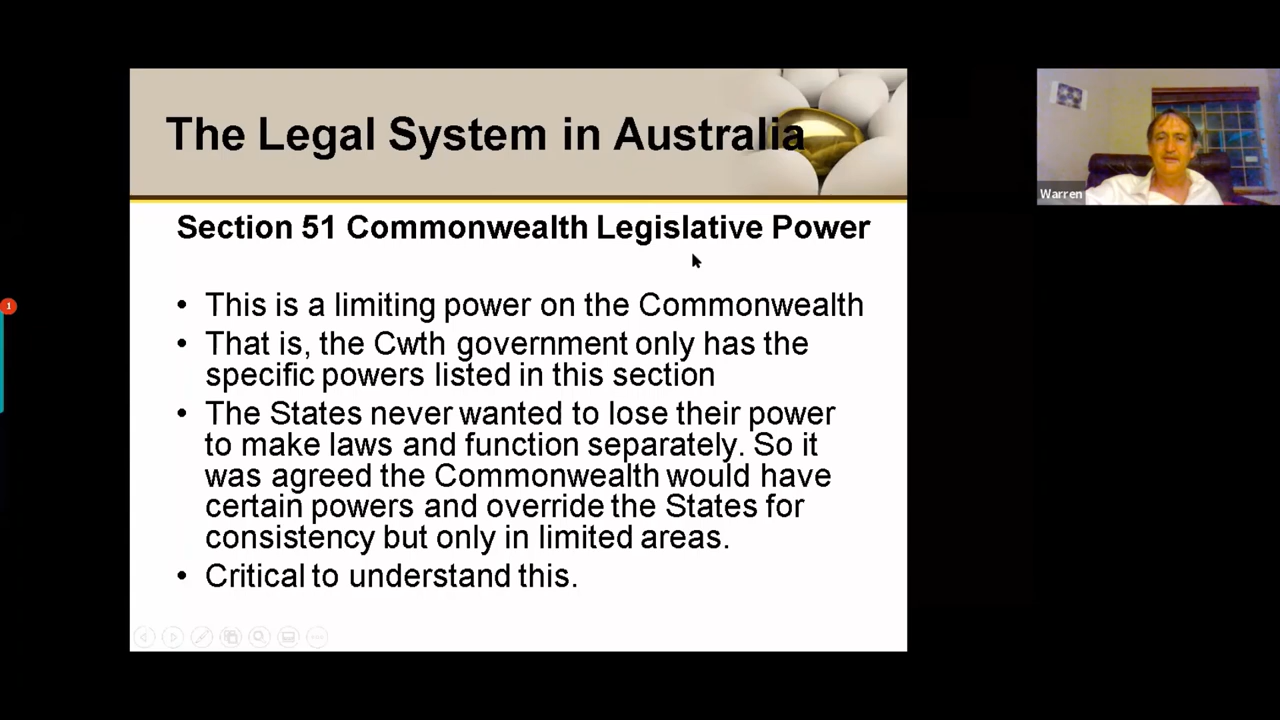 The Legal System in Australia
Section 51 Commonwealth Legislative Power
• This is a limiting power on the Commonwealth
• That is, the Cwth government only has the
specific powers listed in this section
• The States never wanted to lose their power
to make laws and function separately. So it
was agreed the Commonwealth would have
certain powers and override the States for
consistency but only in limited areas.
• Critical to understand this.
Warren
1